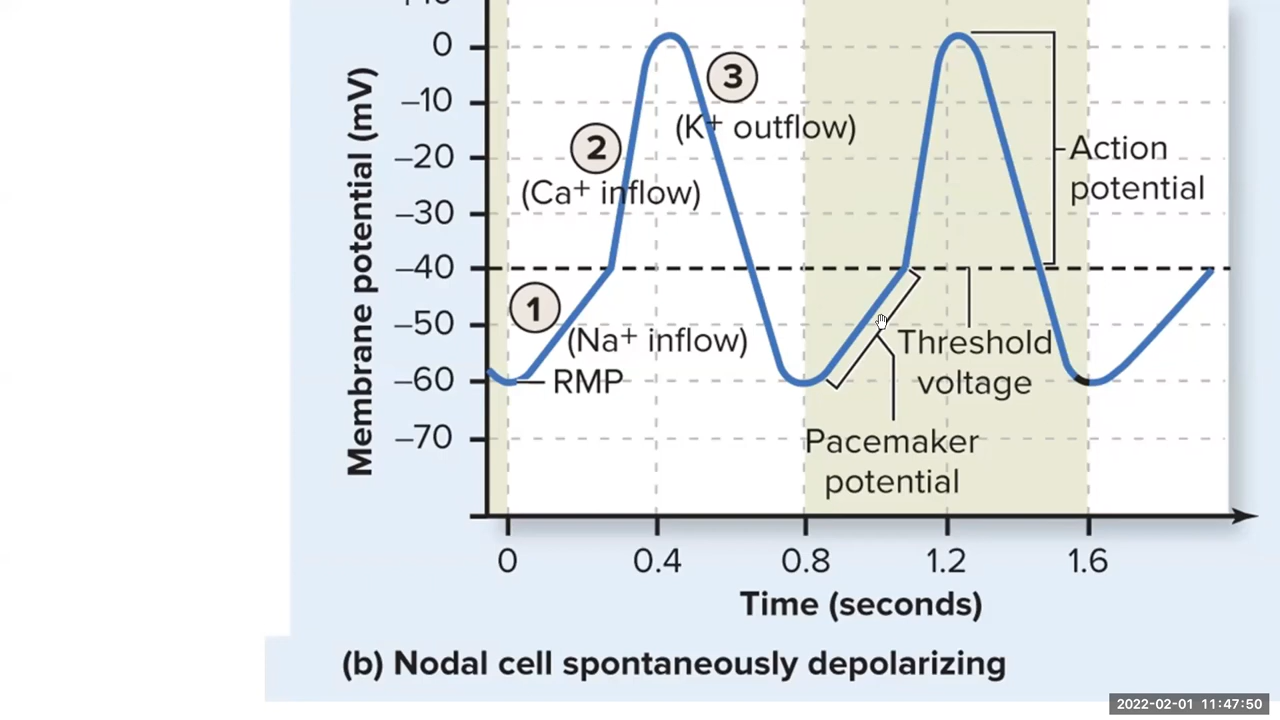 0
–10
–20
–30
–40
–50
–60
–70
Membrane potential (mV)
3
(K+ outflow)
2
(Ca+ inflow)
Action
potential
1
(Na+ inflow)
RMP
Threshold
voltage
Pacemaker
potential
0 0.4 0.8 1.2 1.6
Time (seconds)
(b) Nodal cell spontaneously depolarizing
2022-02-01 11:47:50